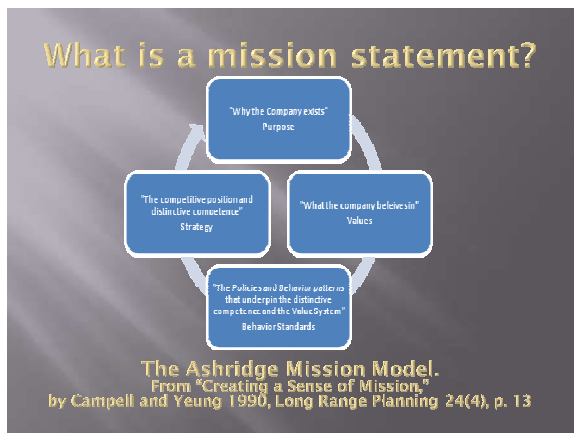 What is a mission statement?
"Why the Company exists"
Purpose
"The competitive position and
distinctive competence"
Strategy
"What the company beleives in"
Values
"The Policies and Behavior patterns
that underpin the distinctive
competence and the Value System"
Behavior Standards
The Ashridge Mission Model.
From "Creating a Sense of Mission,"
by Campell and Yeung 1990, Long Range Planning 24(4), p. 13